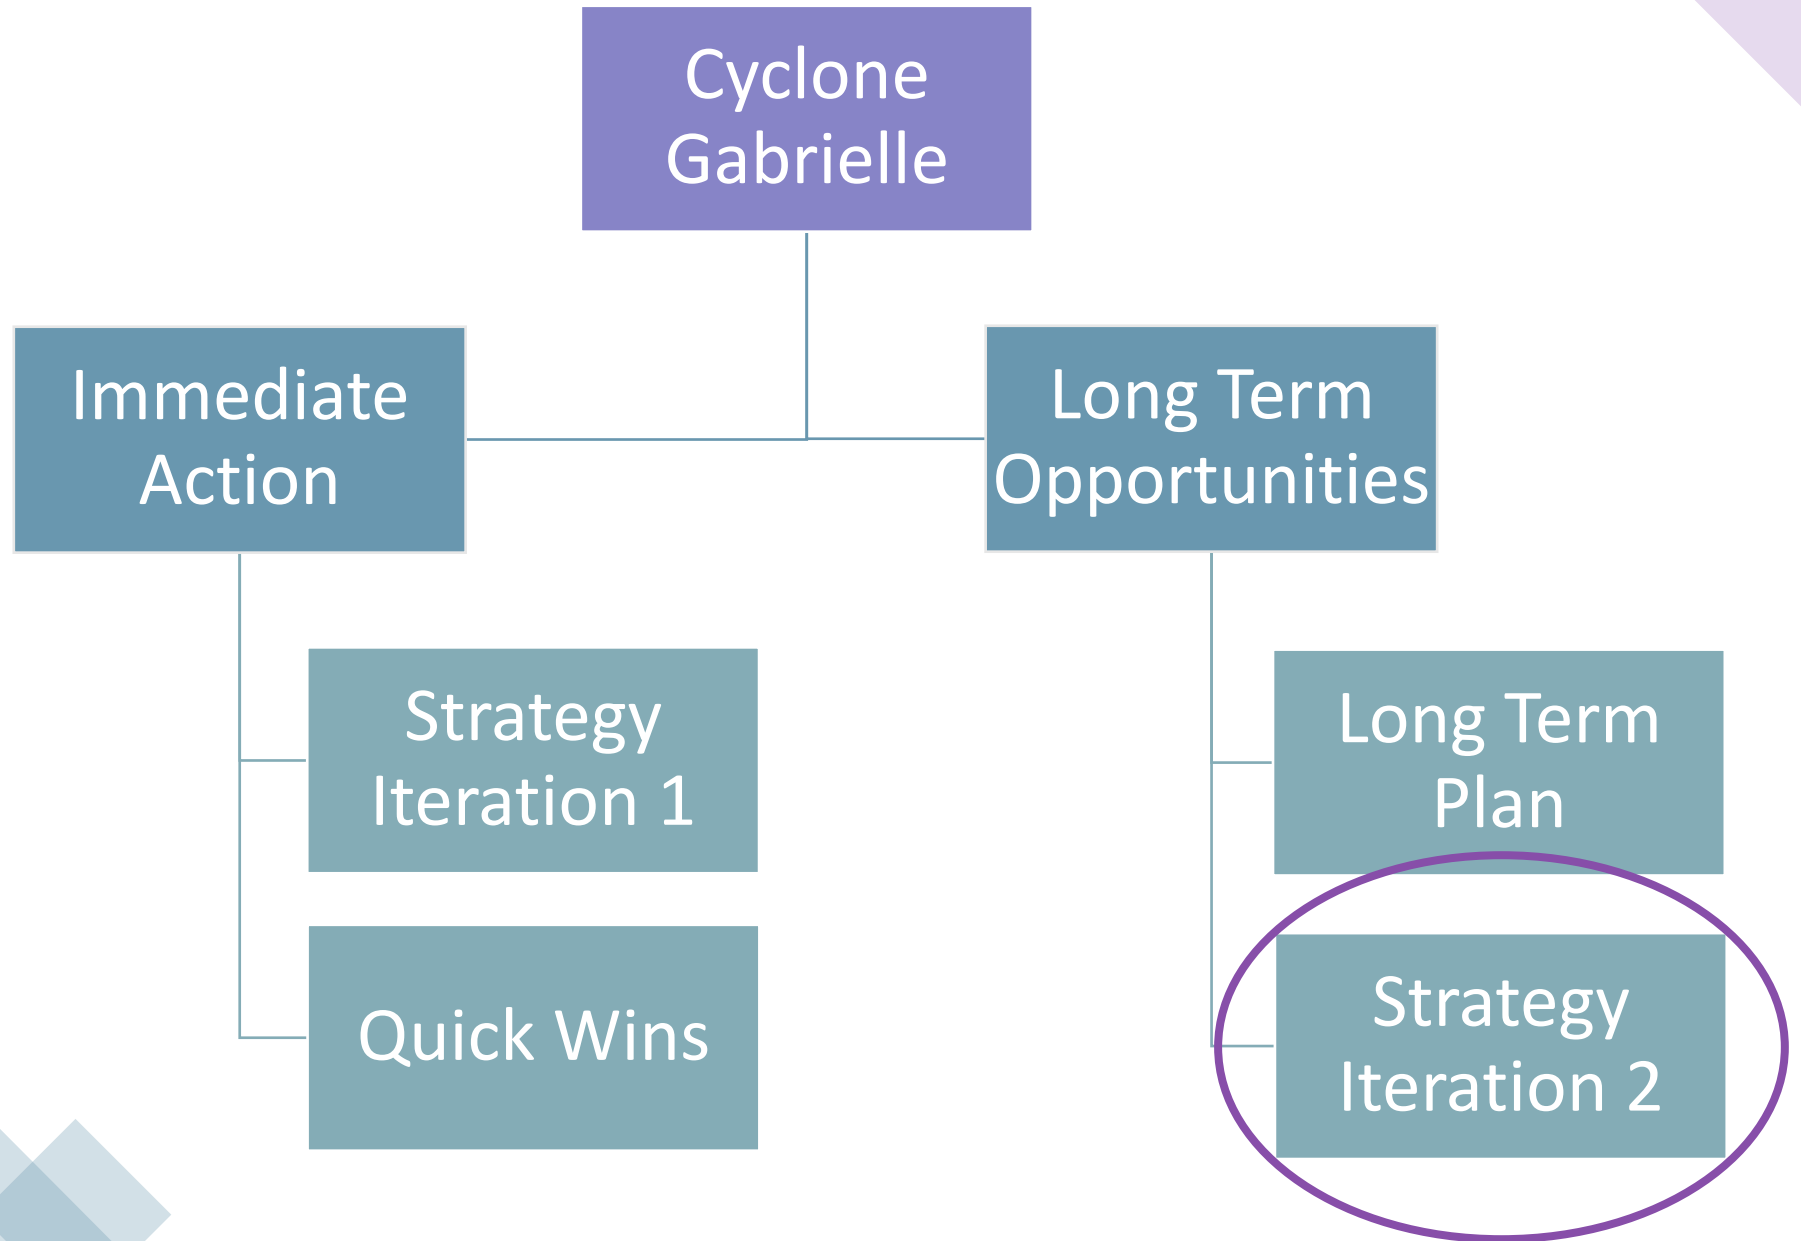 Cyclone
Gabrielle
Immediate
Action
Long Term
Opportunities
Strategy
Iteration 1
Quick Wins
Long Term
Plan
Strategy
Iteration 2